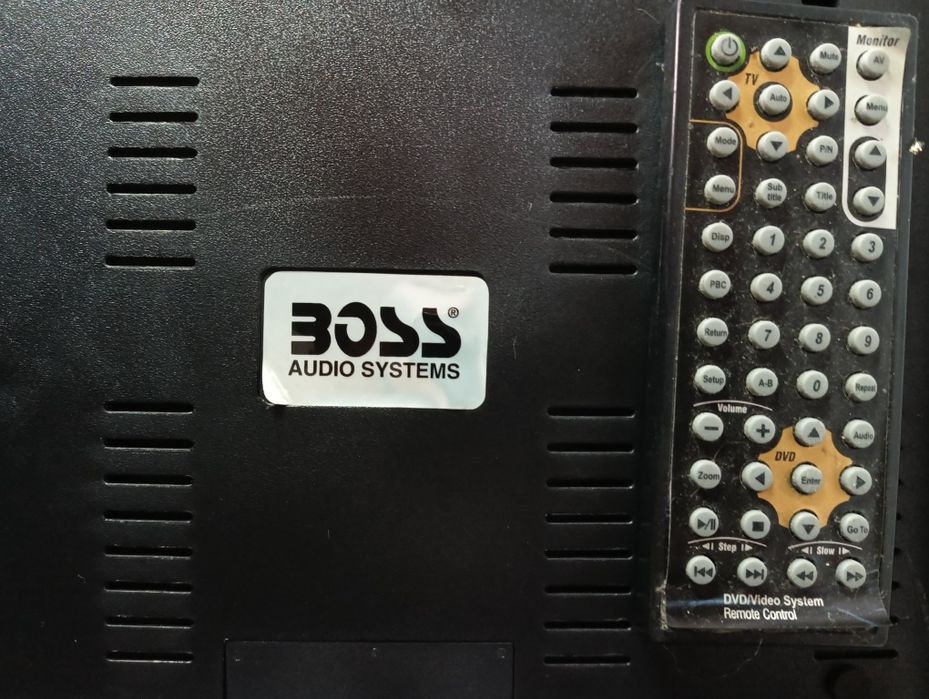 BOSS®
AUDIO SYSTEMS
Monitor
Mute
AV
TV
Auto
Menu
Mode
P/N
Menu
Sub
title
Title
Disp
1
2
3
PBC
4
5
6
Return
7
8
9
Setup
A-B
0
Repeat
Volume
Audio
DVD
Zoom
Enter
Go To
Step
Slow
DVD/Video System
Remote Control